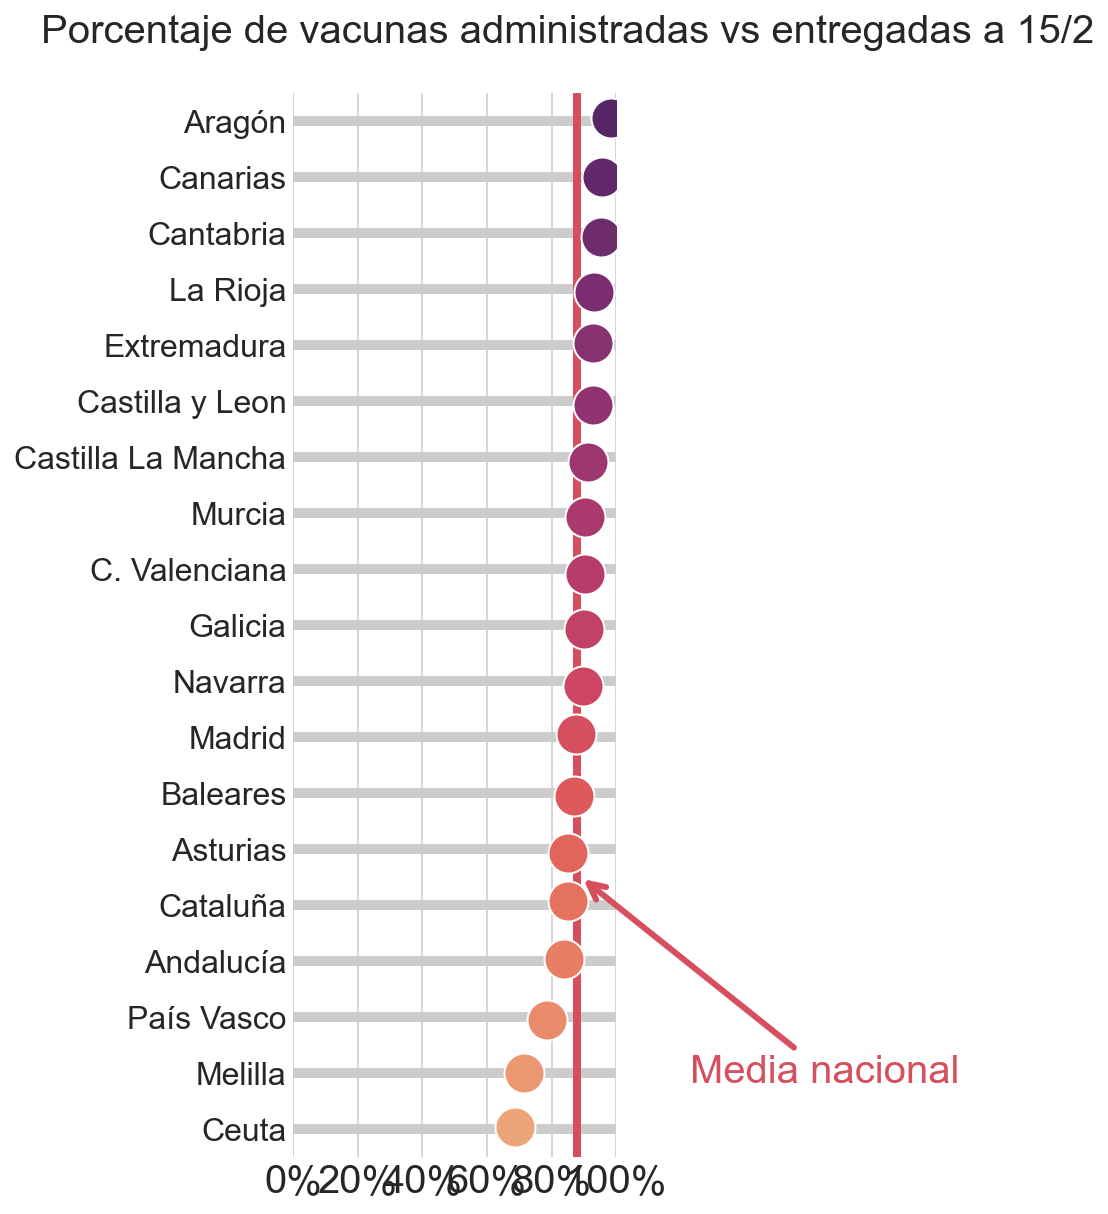 Porcentaje de vacunas administradas vs entregadas a 15/2
Aragón
Canarias
Cantabria
La Rioja
Extremadura
Castilla y Leon
Castilla La Mancha
Murcia
C. Valenciana
Galicia
Navarra
Madrid
Baleares
Asturias
Cataluña
Andalucía
País Vasco
Melilla
Media nacional
Ceuta
0% 20% 40% 60% 80% 100%